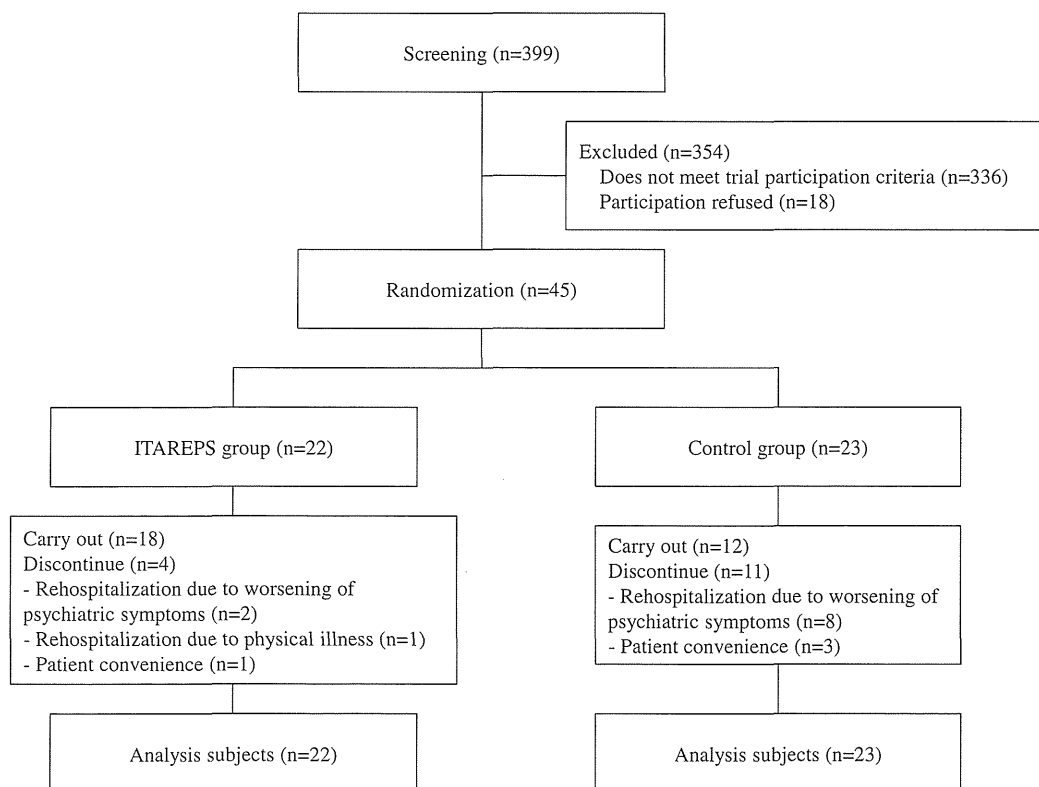 Screening (n=399)
Excluded (n=354)
Does not meet trial participation criteria (n=336)
Participation refused (n=18)
Randomization (n=45)
ITAREPS group (n=22)
Control group (n=23)
Carry out (n=18)
Discontinue (n=4)
- Rehospitalization due to worsening of
psychiatric symptoms (n=2)
- Rehospitalization due to physical illness (n=1)
- Patient convenience (n=1)
Carry out (n=12)
Discontinue (n=11)
- Rehospitalization due to worsening of
psychiatric symptoms (n=8)
- Patient convenience (n=3)
Analysis subjects (n=22)
Analysis subjects (n=23)